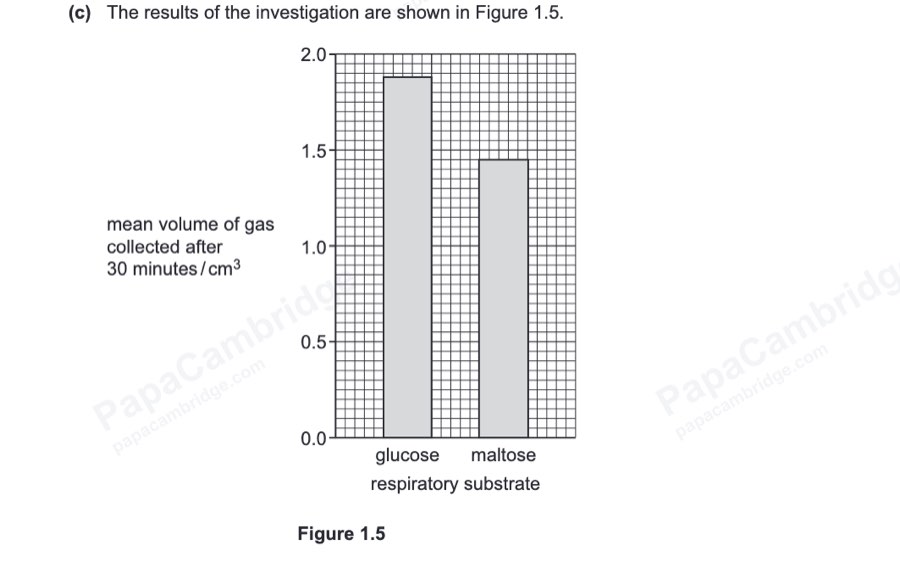 (c) The results of the investigation are shown in Figure 1.5.
2.0
1.5
mean volume of gas
collected after
30 minutes / cm³
1.0
0.5
0.0
glucose maltose
respiratory substrate
Figure 1.5
PapaCambridge
papacambridge.com
PapaCambridg
papacambridge.com